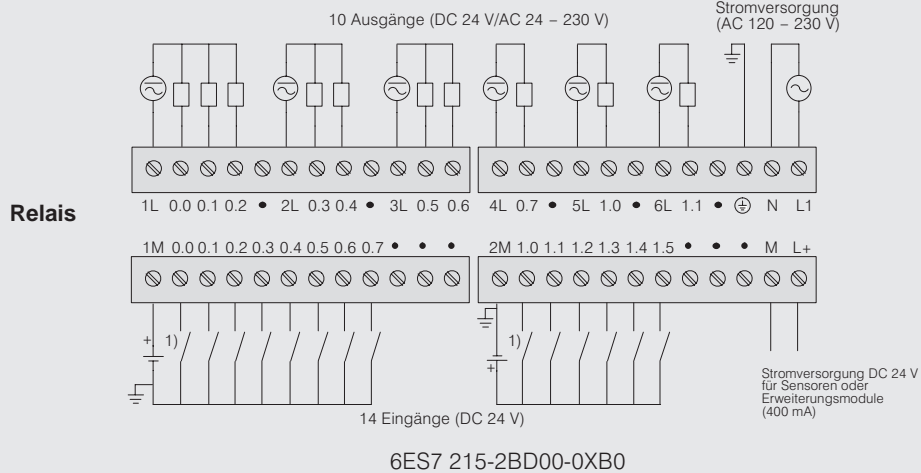 10 Ausgänge (DC 24 V/AC 24 – 230 V)
Stromversorgung
(AC 120 – 230 V)
1L 0.0 0.1 0.2 • 2L 0.3 0.4 • 3L 0.5 0.6
4L 0.7 • 5L 1.0 • 6L 1.1 • N L1
Relais
1M 0.0 0.1 0.2 0.3 0.4 0.5 0.6 0.7 • • •
2M 1.0 1.1 1.2 1.3 1.4 1.5 • • • M L+
+ 1)
1)
+
Stromversorgung DC 24 V
für Sensoren oder
Erweiterungsmodule
(400 mA)
14 Eingänge (DC 24 V)
6ES7 215-2BD00-0XB0